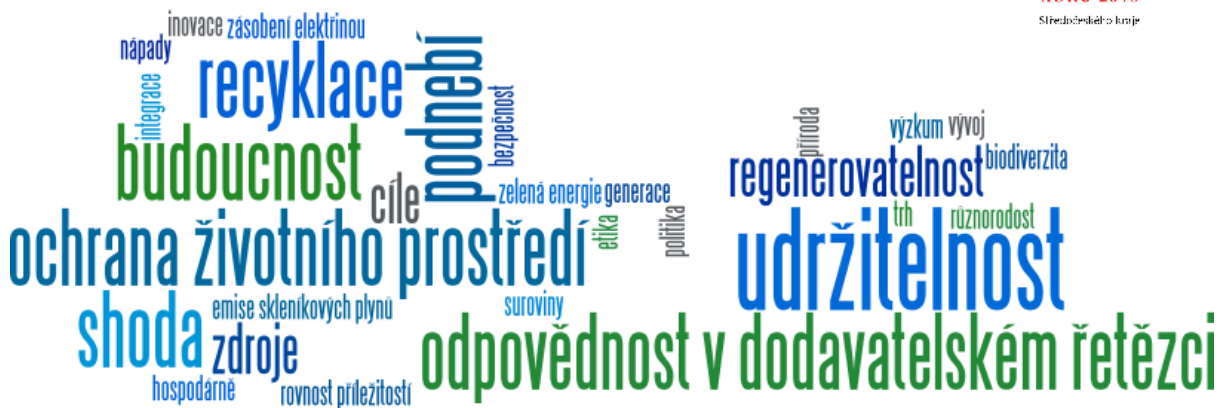 Středočeského kraje
inovace
zásobení elektřinou
nápady
recyklace
podnebí
integrace
bezpečnost
budoucnost
cíle
zelená energie
generace
příroda
výzkum
vývoj
regenerovatelnost
biodiverzita
etika
politika
trh
různorodost
ochrana životního prostředí
udržitelnost
shoda
emise skleníkových plynů
suroviny
zdroje
odpovědnost v dodavatelském řetězci
hospodárně
rovnost příležitostí